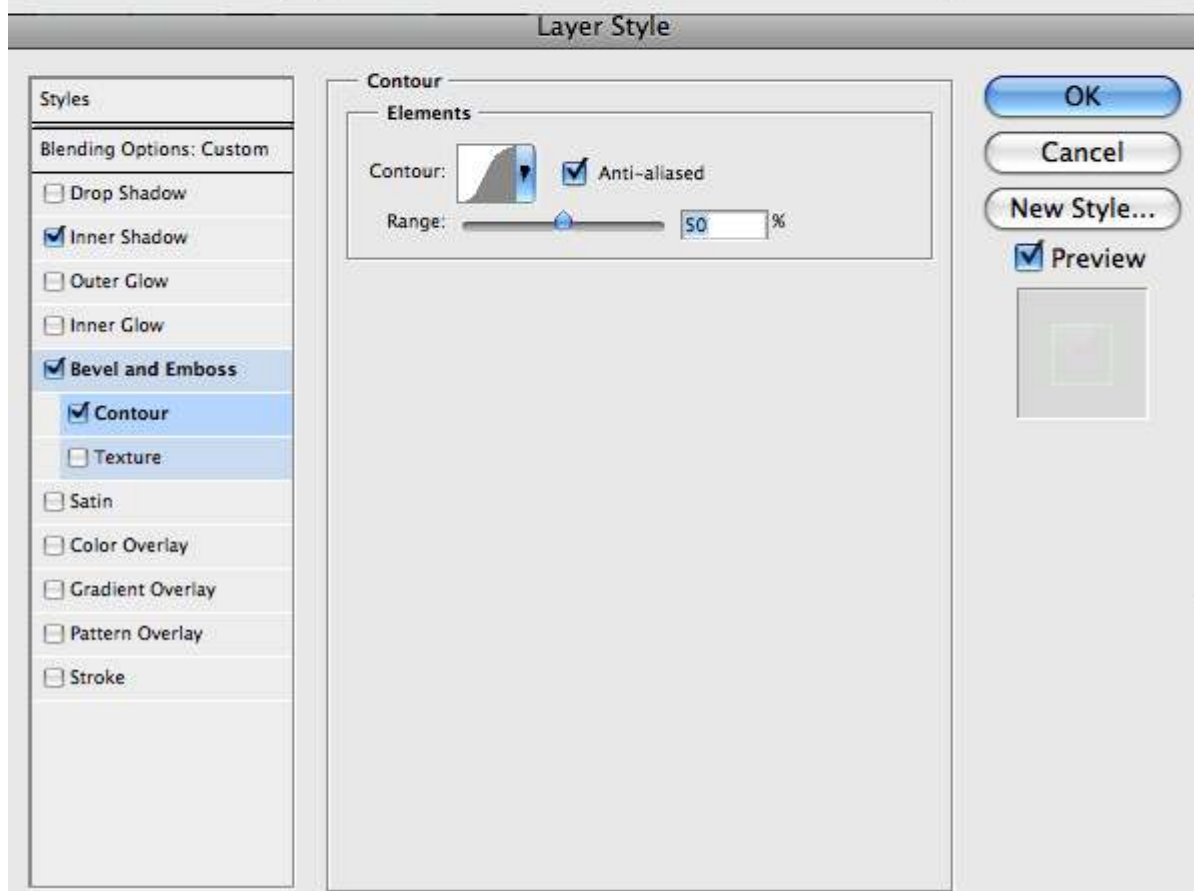 Layer Style
Styles
Blending Options: Custom
Drop Shadow
Inner Shadow
Outer Glow
Inner Glow
Bevel and Emboss
Contour
Texture
Satin
Color Overlay
Gradient Overlay
Pattern Overlay
Stroke
Contour
Elements
Contour:
Anti-aliased
Range:
50
%
OK
Cancel
New Style...
Preview